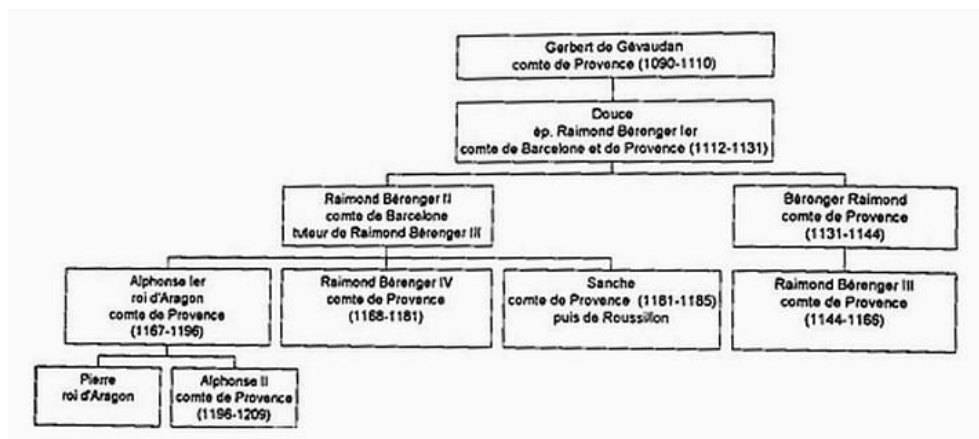 Gerbert de Gévaudan
comte de Provence (1090-1110)
Douce
ép. Raimond Bérenger Ier
comte de Barcelone et de Provence (1112-1131)
Raimond Bérenger II
comte de Barcelone
tuteur de Raimond Bérenger III
Bérenger Raimond
comte de Provence
(1131-1144)
Alphonse Ier
roi d'Aragon
comte de Provence
(1167-1196)
Raimond Bérenger IV
comte de Provence
(1168-1181)
Sanche
comte de Provence (1181-1185)
puis de Roussillon
Raimond Bérenger III
comte de Provence
(1144-1166)
Pierre
roi d'Aragon
Alphonse II
comte de Provence
(1196-1209)